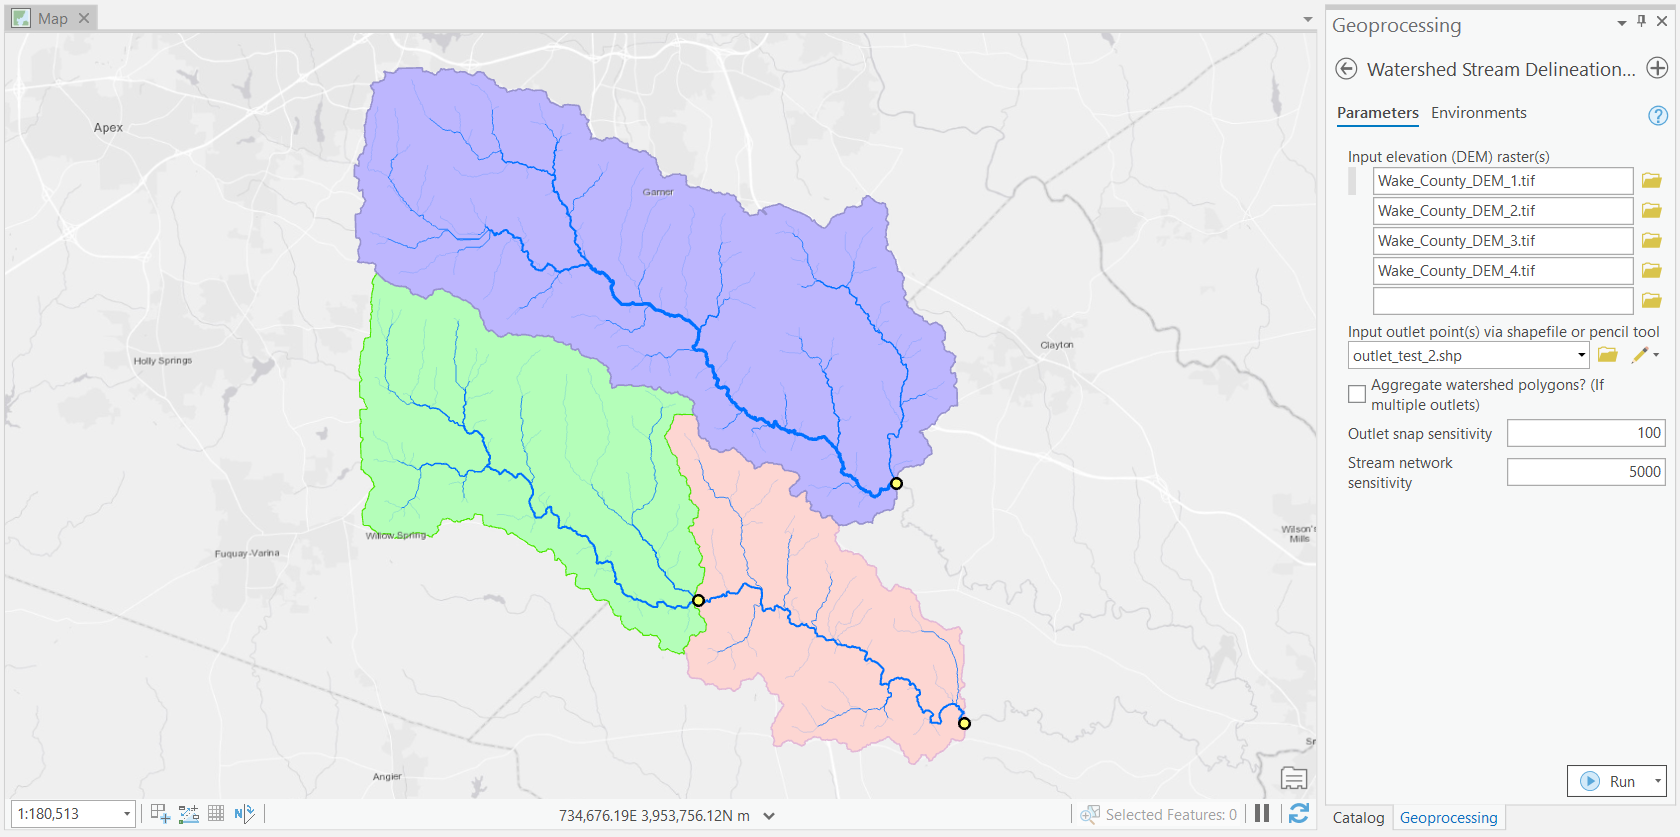 Map
Apex
Garner
Holly Springs
Clayton
Willow Spring
Fuquay-Varina
Wilson's
Mills
Angier
1:180,513
734,676.19E 3,953,756.12N m
Selected Features: 0
Geoprocessing
Watershed Stream Delineation...
Parameters Environments
Input elevation (DEM) raster(s)
Wake_County_DEM_1.tif
Wake_County_DEM_2.tif
Wake_County_DEM_3.tif
Wake_County_DEM_4.tif
Input outlet point(s) via shapefile or pencil tool
outlet_test_2.shp
Aggregate watershed polygons? (If
multiple outlets)
Outlet snap sensitivity 100
Stream network
sensitivity 5000
Run
Catalog Geoprocessing